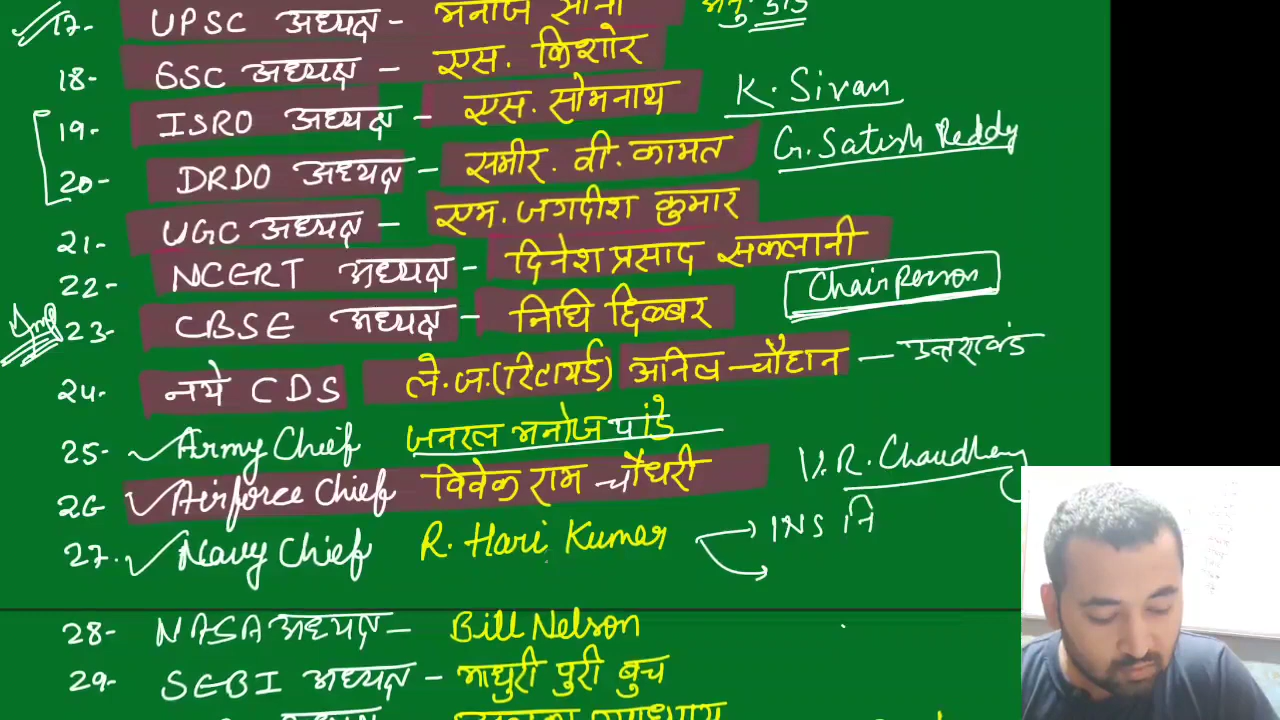 17- UPSC अध्यक्ष- मनोज सोनी
18- SSC अध्यक्ष - एस. किशोर
19- ISRO अध्यक्ष - एस. सोमनाथ K. Sivan
20- DRDO अध्यक्ष - समीर. वी. कामत G. Satish Reddy
21- UGC अध्यक्ष - एम. जगदीश कुमार
22- NCERT अध्यक्ष - दिनेश प्रसाद सकलानी
Imp 23- CBSE अध्यक्ष - निधि छिब्बर Chairperson
24- नये CDS ले.ज.(रिटायर्ड) अनिल चौहान - उत्तराखंड
25- Army Chief जनरल मनोज पांडे
26 Airforce Chief विवेक राम चौधरी V.R. Chaudhary
27. Navy Chief R. Hari Kumar INS वि
28- NASA अध्यक्ष - Bill Nelson
29- SEBI अध्यक्ष - माधुरी पुरी बुच